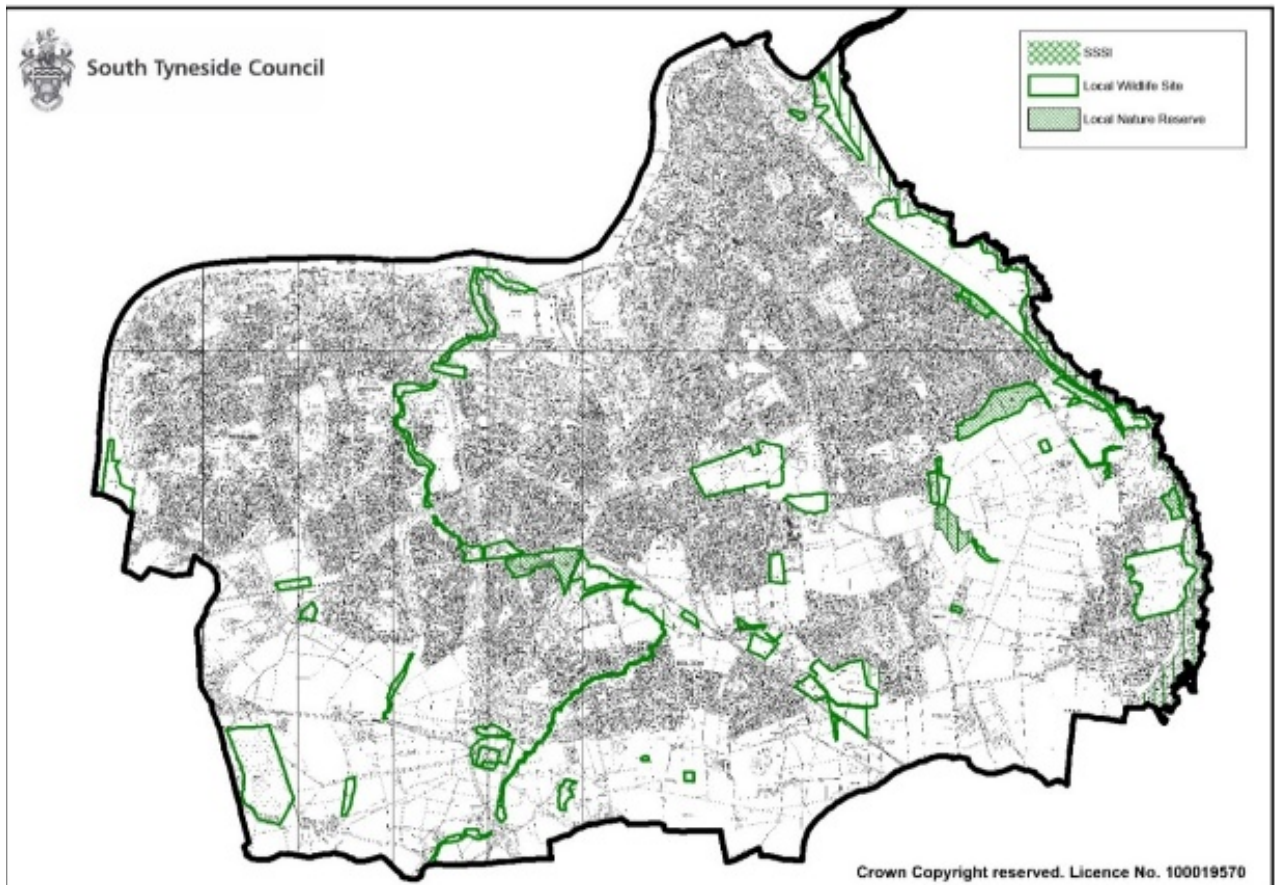 South Tyneside Council
SSSI
Local Wildlife Site
Local Nature Reserve
Crown Copyright reserved. Licence No. 100019570